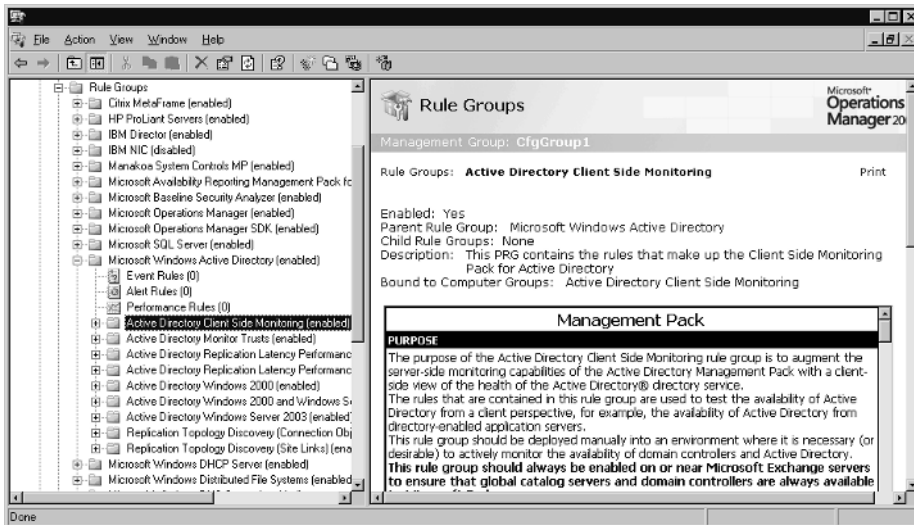 File Action View Window Help
Rule Groups
Citrix MetaFrame (enabled)
HP ProLiant Servers (enabled)
IBM Director (enabled)
IBM NIC (disabled)
Manakoa System Controls MP (enabled)
Microsoft Availability Reporting Management Pack fo
Microsoft Baseline Security Analyzer (enabled)
Microsoft Operations Manager (enabled)
Microsoft Operations Manager SDK (enabled)
Microsoft SQL Server (enabled)
Microsoft Windows Active Directory (enabled)
Event Rules (0)
Alert Rules (0)
Performance Rules (0)
Active Directory Client Side Monitoring (enabled)
Active Directory Monitor Trusts (enabled)
Active Directory Replication Latency Performanc
Active Directory Replication Latency Performanc
Active Directory Windows 2000 (enabled)
Active Directory Windows 2000 and Windows S
Active Directory Windows Server 2003 (enabled
Replication Topology Discovery (Connection Obj
Replication Topology Discovery (Site Links) (ena
Microsoft Windows DHCP Server (enabled)
Microsoft Windows Distributed File Systems (enabled
Rule Groups
Microsoft
Operations
Manager 20
Management Group: CfgGroup1
Rule Groups: Active Directory Client Side Monitoring Print
Enabled: Yes
Parent Rule Group: Microsoft Windows Active Directory
Child Rule Groups: None
Description: This PRG contains the rules that make up the Client Side Monitoring
Pack for Active Directory
Bound to Computer Groups: Active Directory Client Side Monitoring
Management Pack
PURPOSE
The purpose of the Active Directory Client Side Monitoring rule group is to augment the
server-side monitoring capabilities of the Active Directory Management Pack with a client-
side view of the health of the Active Directory® directory service.
The rules that are contained in this rule group are used to test the availability of Active
Directory from a client perspective, for example, the availability of Active Directory from
directory-enabled application servers.
This rule group should be deployed manually into an environment where it is necessary (or
desirable) to actively monitor the availability of domain controllers and Active Directory.
This rule group should always be enabled on or near Microsoft Exchange servers
to ensure that global catalog servers and domain controllers are always available
Done